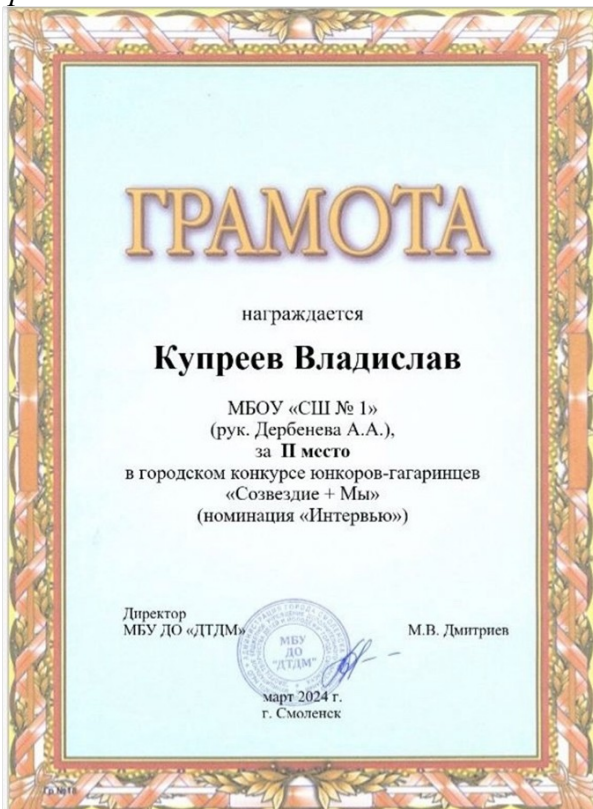 ГРАМОТА
награждается
Купреев Владислав
МБОУ «СШ № 1»
(рук. Дербенева А.А.),
за II место
в городском конкурсе юнкоров-гагаринцев
«Созвездие + Мы»
(номинация «Интервью»)
Директор
МБУ ДО «ДТДМ»
М.В. Дмитриев
МБУ
ДО
"ДТДМ"
март 2024 г.
г. Смоленск